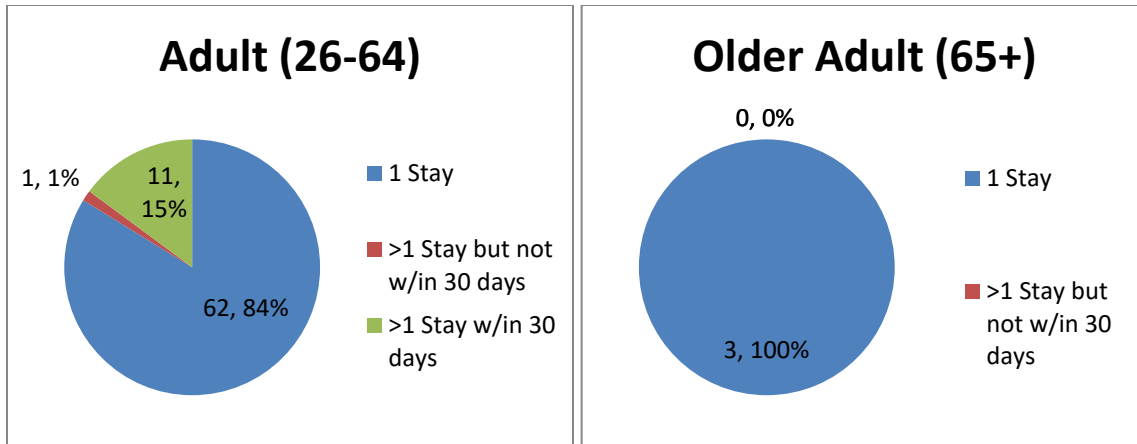 Adult (26-64)
1, 1%
11,
15%
62, 84%
1 Stay
>1 Stay but not
w/in 30 days
>1 Stay w/in 30
days
Older Adult (65+)
0, 0%
3, 100%
1 Stay
>1 Stay but
not w/in 30
days